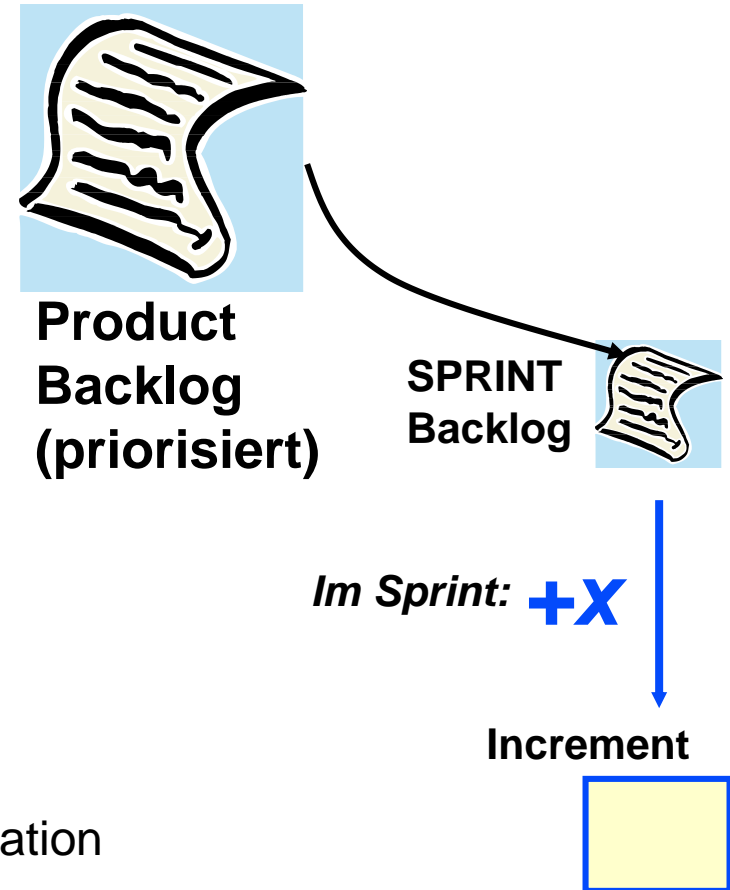 Product
Backlog
(priorisiert)
SPRINT
Backlog
Im Sprint: +x
Increment
ation